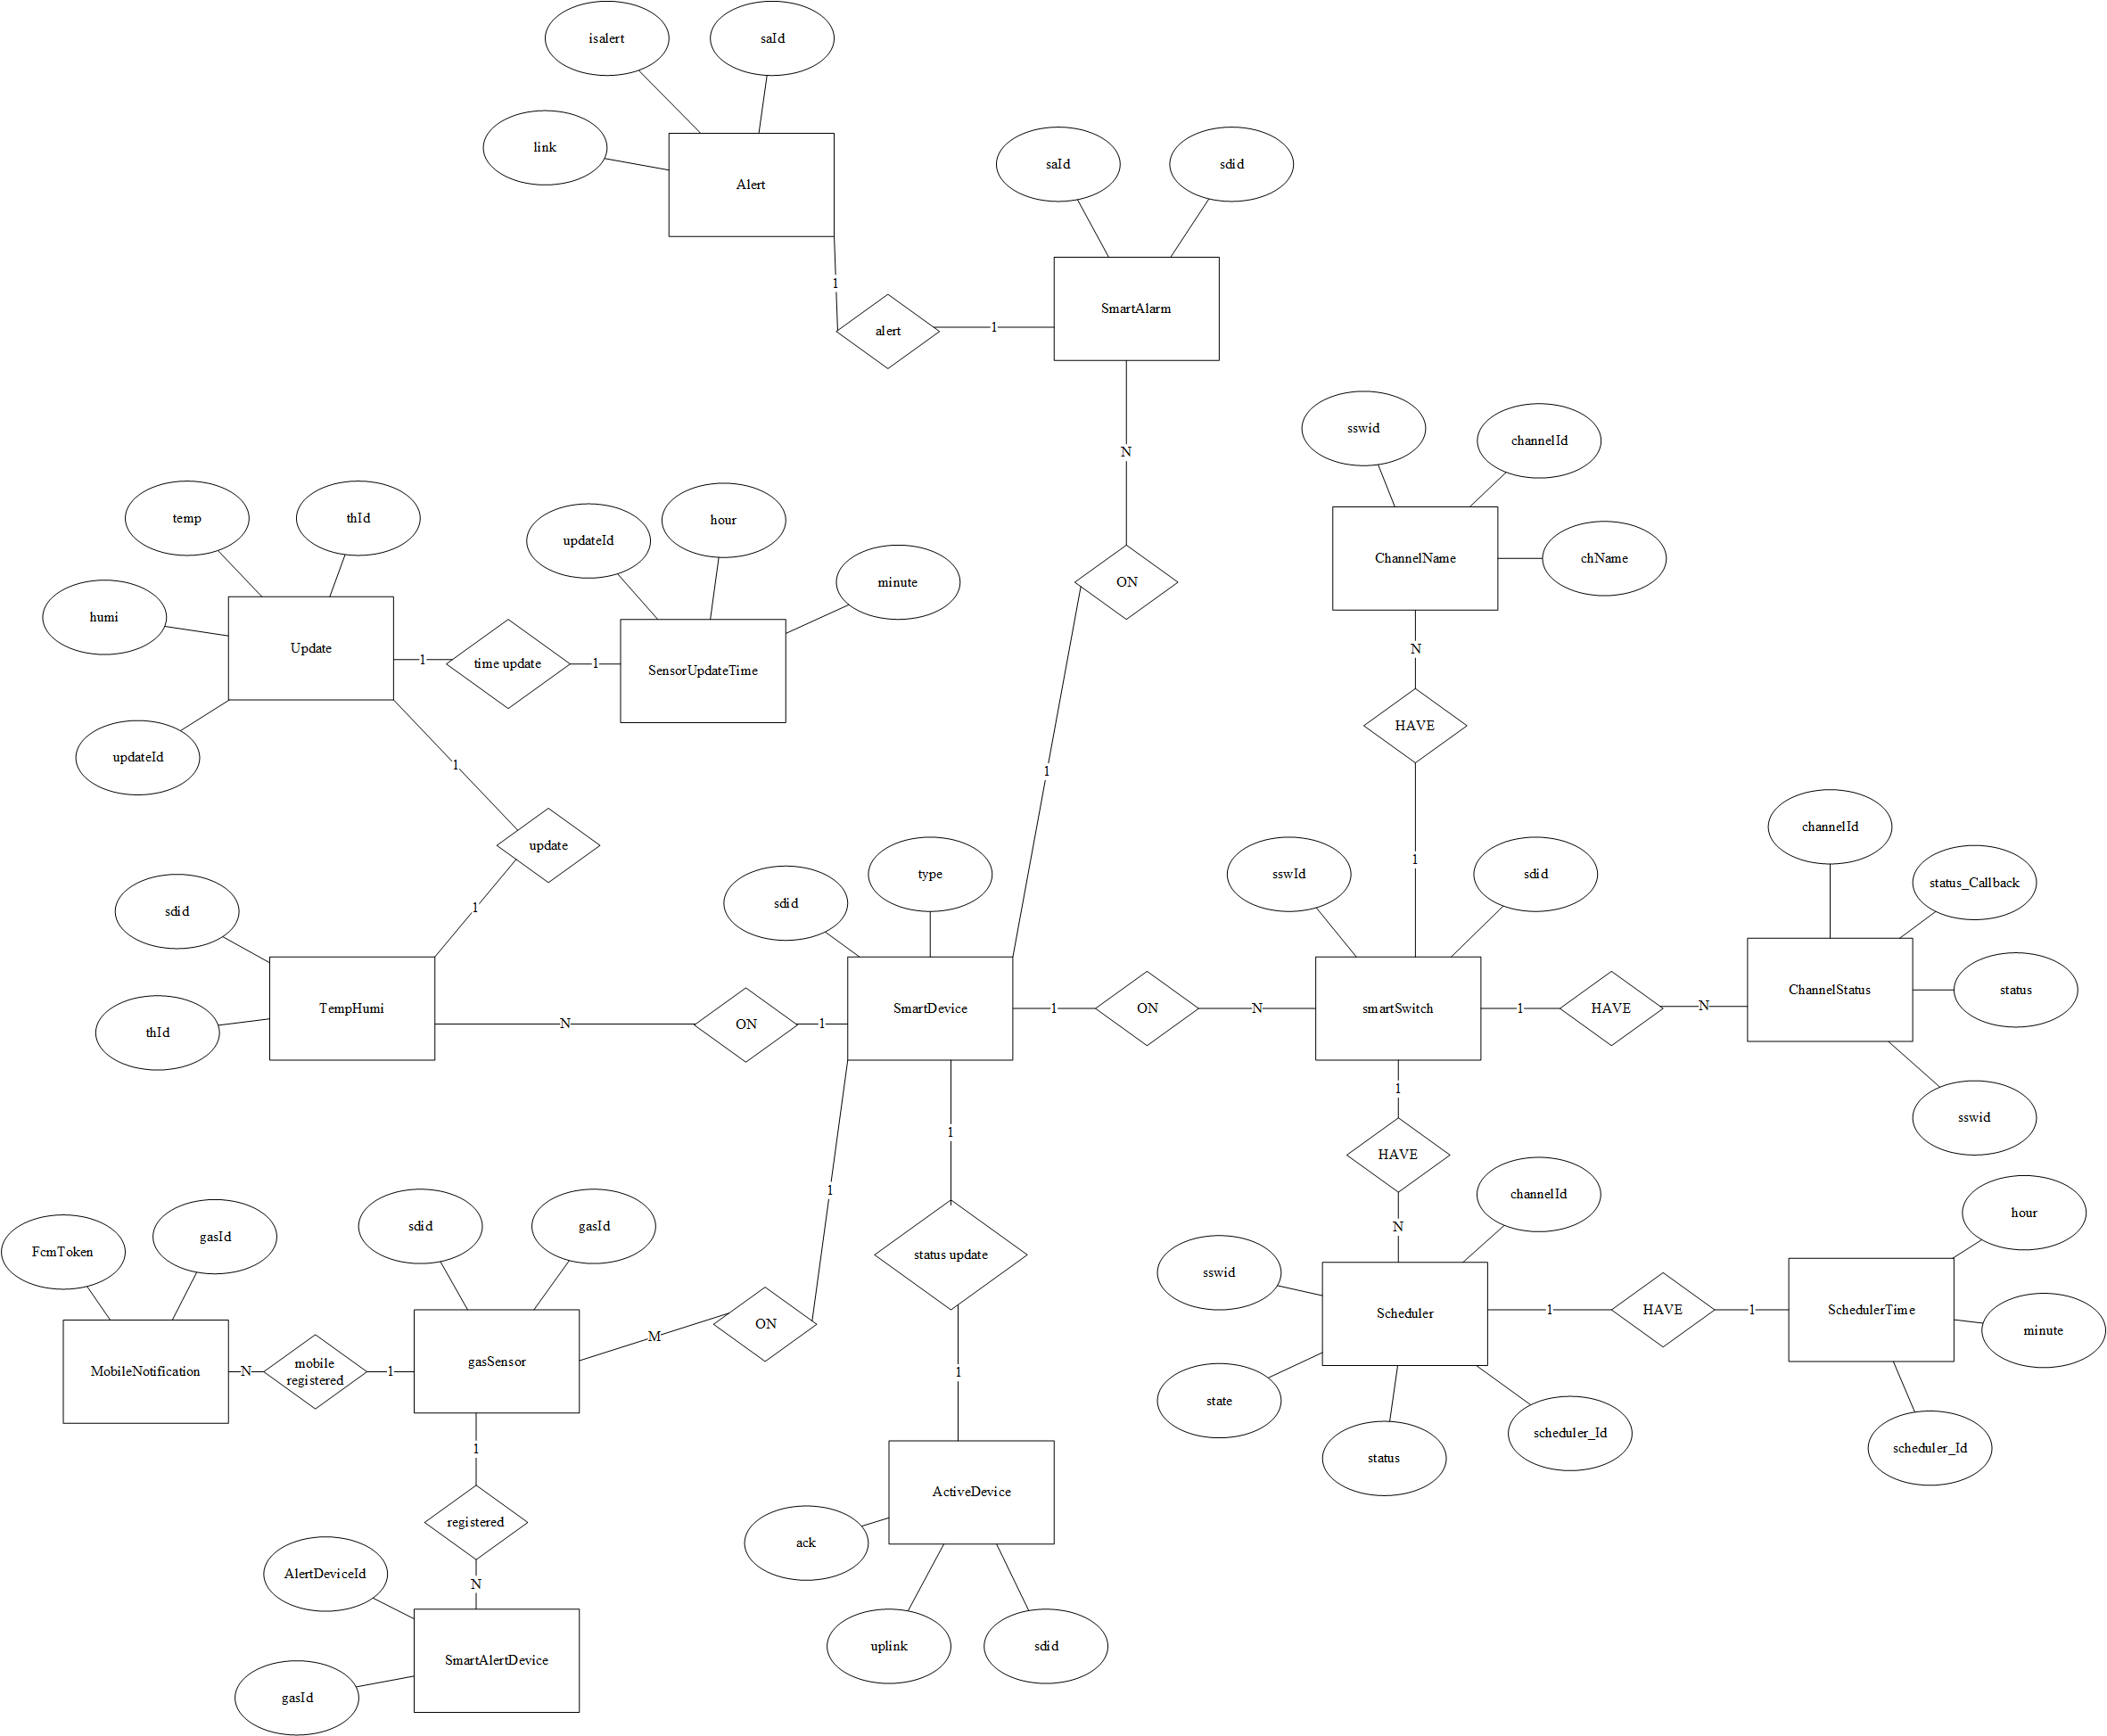 isalert
saId
link
Alert
saId
sdid
1
SmartAlarm
1
alert
sswid
channelId
N
temp
thId
hour
updateId
ChannelName
chName
minute
ON
humi
Update
N
1
time update
1
SensorUpdateTime
HAVE
updateId
1
1
channelId
update
1
type
sswId
sdid
status_Callback
sdid
1
sdid
TempHumi
SmartDevice
1
ON
N
smartSwitch
1
HAVE
N
ChannelStatus
status
thId
N
ON
1
1
sswid
1
HAVE
1
channelId
hour
FcmToken
gasId
sdid
gasId
N
status update
sswid
Scheduler
1
HAVE
1
SchedulerTime
minute
ON
M
MobileNotification
N
mobile
registered
1
gasSensor
1
state
scheduler_Id
scheduler_Id
1
status
ActiveDevice
registered
ack
AlertDeviceId
N
uplink
sdid
SmartAlertDevice
gasId